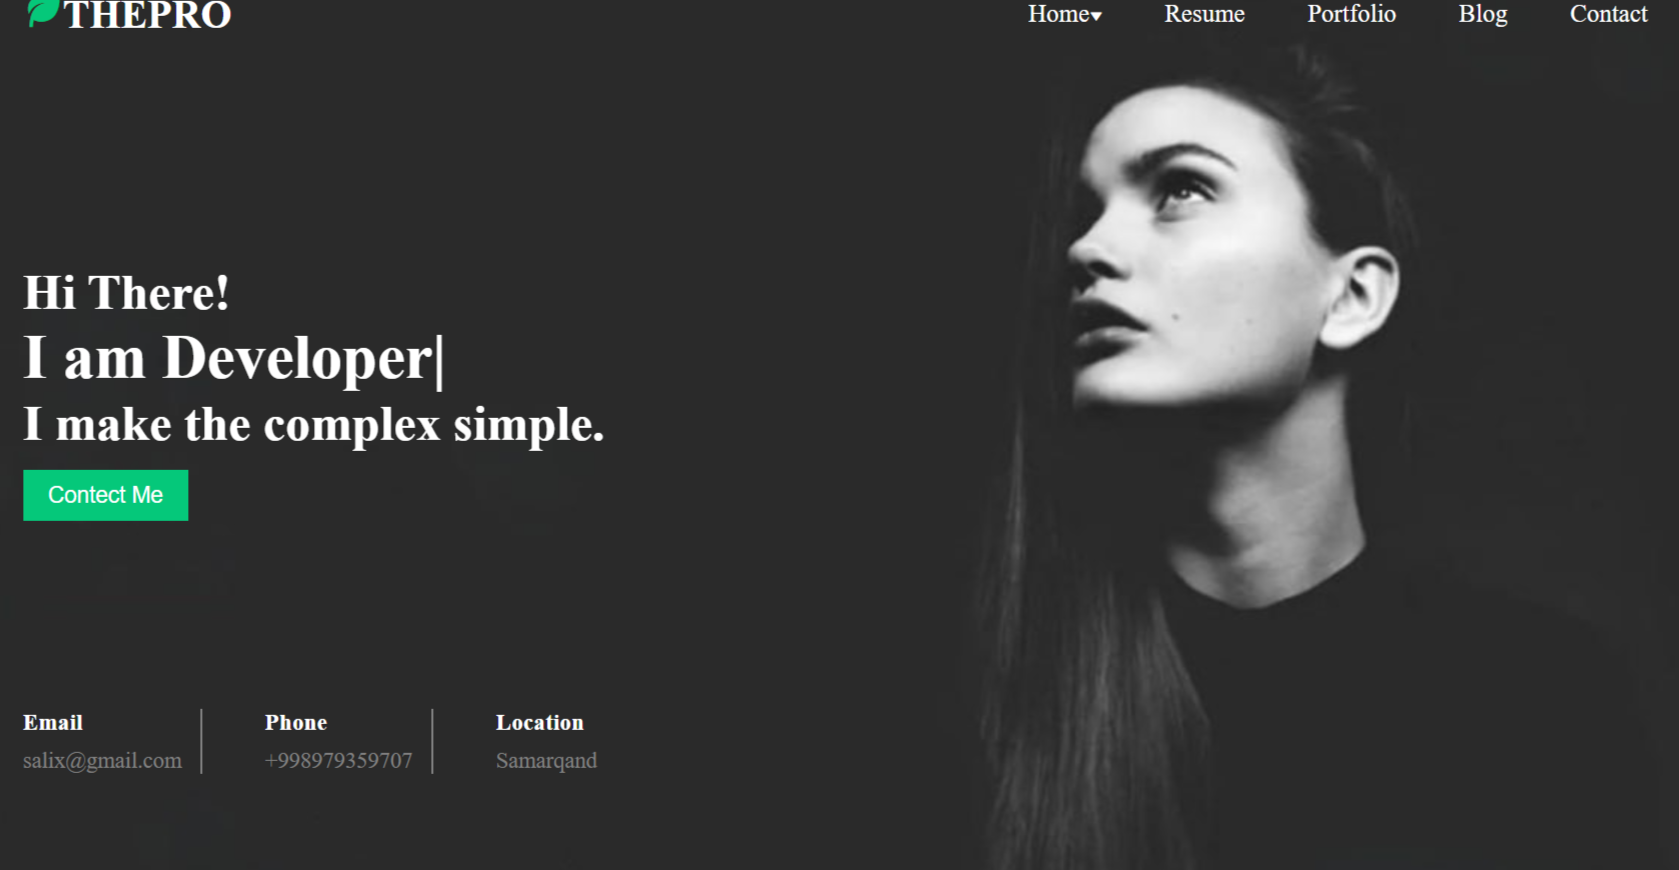 THEPRO
Home Resume Portfolio Blog Contact
Hi There!
I am Developer|
I make the complex simple.
Contect Me
Email Phone Location
salix@gmail.com +998979359707 Samarqand